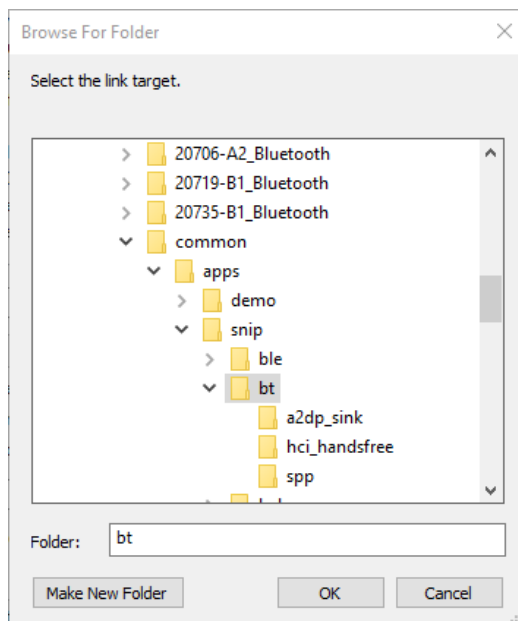 Browse For Folder
Select the link target.
20706-A2_Bluetooth
20719-B1_Bluetooth
20735-B1_Bluetooth
common
apps
demo
snip
ble
bt
a2dp_sink
hci_handsfree
spp
Folder: bt
Make New Folder OK Cancel